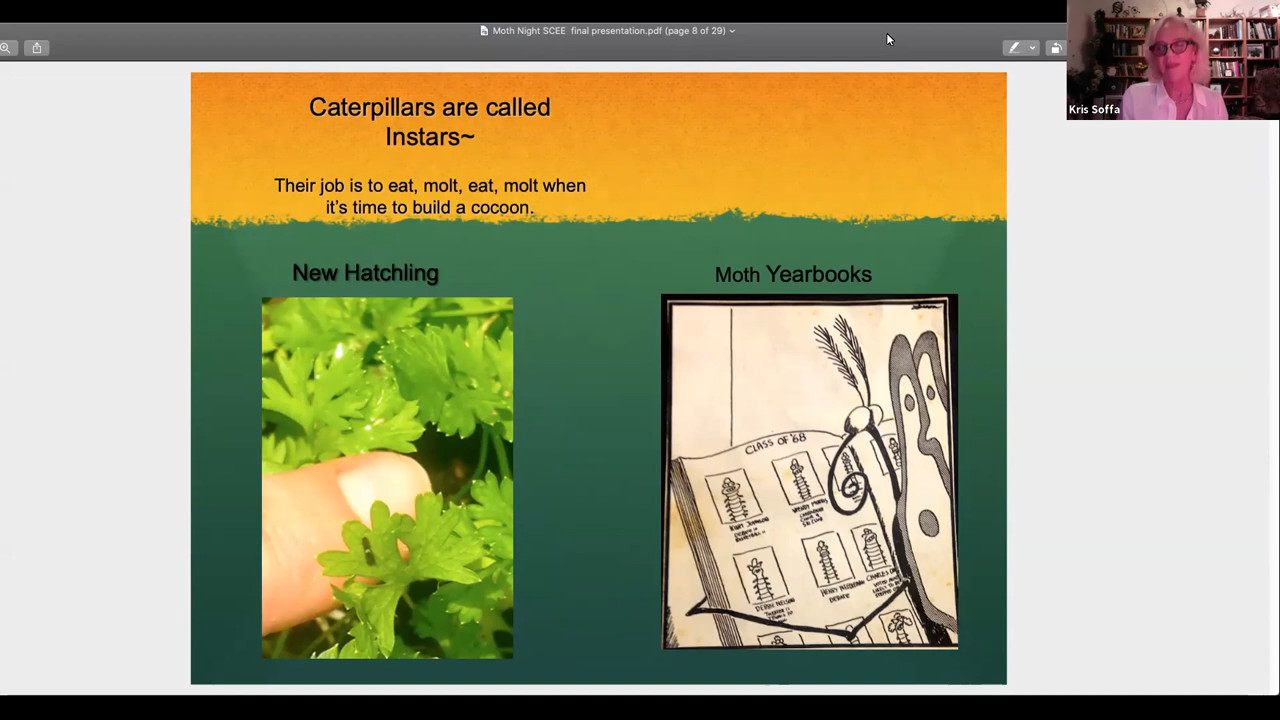 Moth Night SCEE final presentation.pdf (page 8 of 29)
Kris Soffa
Caterpillars are called
Instars~
Their job is to eat, molt, eat, molt when
it's time to build a cocoon.
New Hatchling
Moth Yearbooks
CLASS OF '68
DEBATE